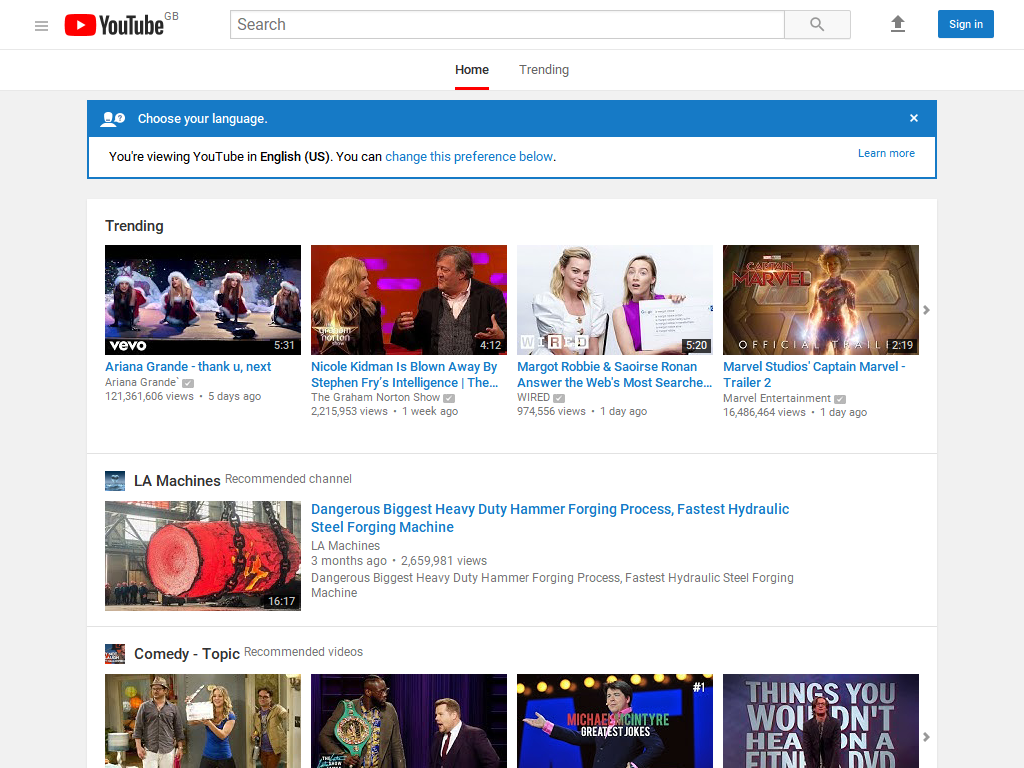 YouTube GB
Search
Sign in
Home
Trending
Choose your language.
×
You're viewing YouTube in English (US). You can change this preference below.
Learn more
Trending
vevo
5:31
Ariana Grande - thank u, next
Ariana Grande`
121,361,606 views • 5 days ago
graham
norton
show
4:12
Nicole Kidman Is Blown Away By
Stephen Fry's Intelligence | The...
The Graham Norton Show
2,215,953 views • 1 week ago
WIRED
5:20
Margot Robbie & Saoirse Ronan
Answer the Web's Most Searche...
WIRED
974,556 views • 1 day ago
CAPTAIN
MARVEL
OFFICIAL TRAILE
2:19
Marvel Studios' Captain Marvel -
Trailer 2
Marvel Entertainment
16,486,464 views • 1 day ago
LA Machines Recommended channel
16:17
Dangerous Biggest Heavy Duty Hammer Forging Process, Fastest Hydraulic
Steel Forging Machine
LA Machines
3 months ago • 2,659,981 views
Dangerous Biggest Heavy Duty Hammer Forging Process, Fastest Hydraulic Steel Forging
Machine
Comedy - Topic Recommended videos
THE
#1
MICHAEL MCINTYRE
GREATEST JOKES
THINGS YOU
WOULDN'T
HEAR ON A
FITNESS DVD